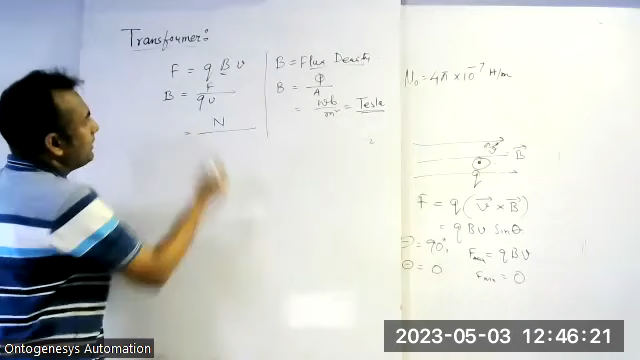 Transformer:
F = q B v
B = F / qv
= N
B = Flux Density
B = Φ / A
= wb / m² = Tesla
μ₀ = 4π × 10⁻⁷ H/m
B⃗
q
F = q (v⃗ × B⃗)
= q B v Sinθ
θ = 90°, Fmax = q B v
θ = 0 Fmin = 0
Ontogenesys Automation
2023-05-03 12:46:21